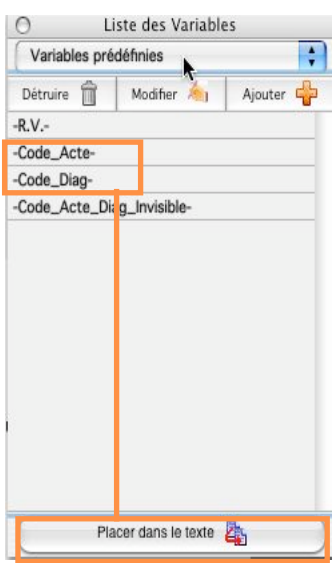 Liste des Variables
Variables prédéfinies
Détruire Modifier Ajouter
-R.V.-
-Code_Acte-
-Code_Diag-
-Code_Acte_Diag_Invisible-
Placer dans le texte